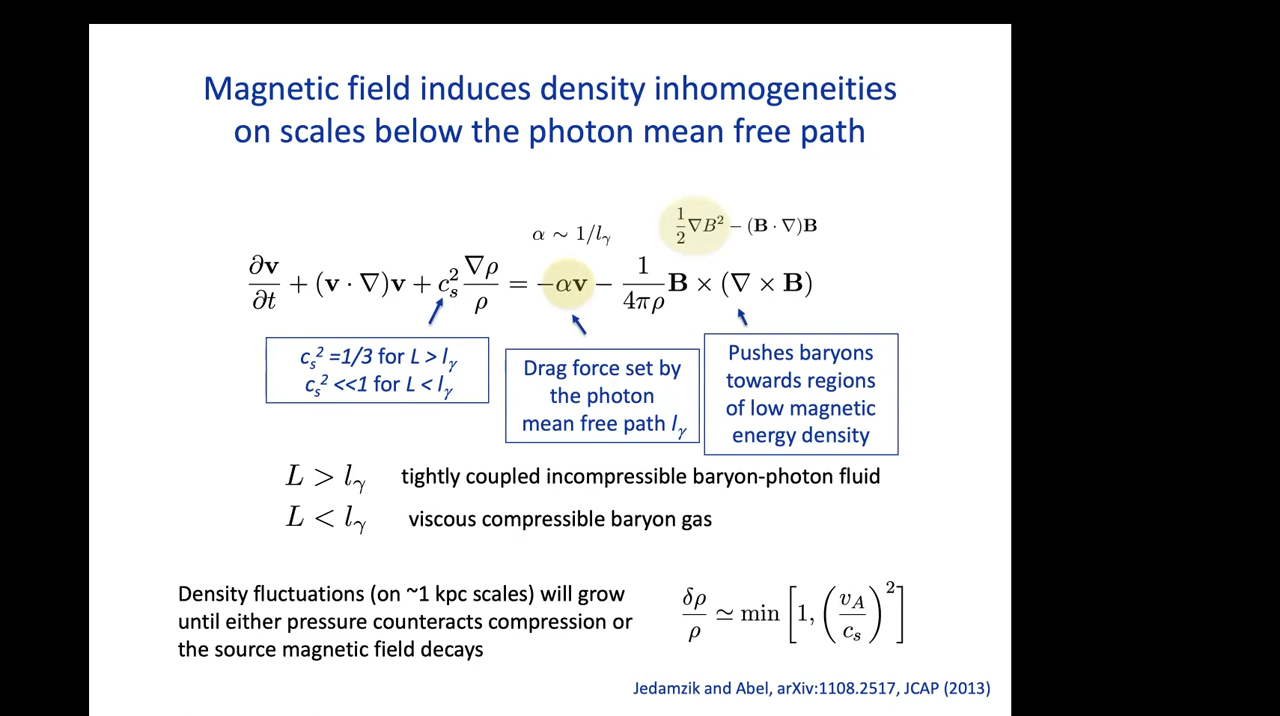 Magnetic field induces density inhomogeneities
on scales below the photon mean free path
α ∼ 1/l_γ
½∇B² − (B · ∇)B
∂v/∂t + (v · ∇)v + c_s² ∇ρ/ρ = −αv − 1/(4πρ) B × (∇ × B)
c_s² =1/3 for L > l_γ
c_s² <<1 for L < l_γ
Drag force set by
the photon
mean free path l_γ
Pushes baryons
towards regions
of low magnetic
energy density
L > l_γ tightly coupled incompressible baryon-photon fluid
L < l_γ viscous compressible baryon gas
Density fluctuations (on ~1 kpc scales) will grow
until either pressure counteracts compression or
the source magnetic field decays
δρ/ρ ≃ min [1, (v_A/c_s)²]
Jedamzik and Abel, arXiv:1108.2517, JCAP (2013)